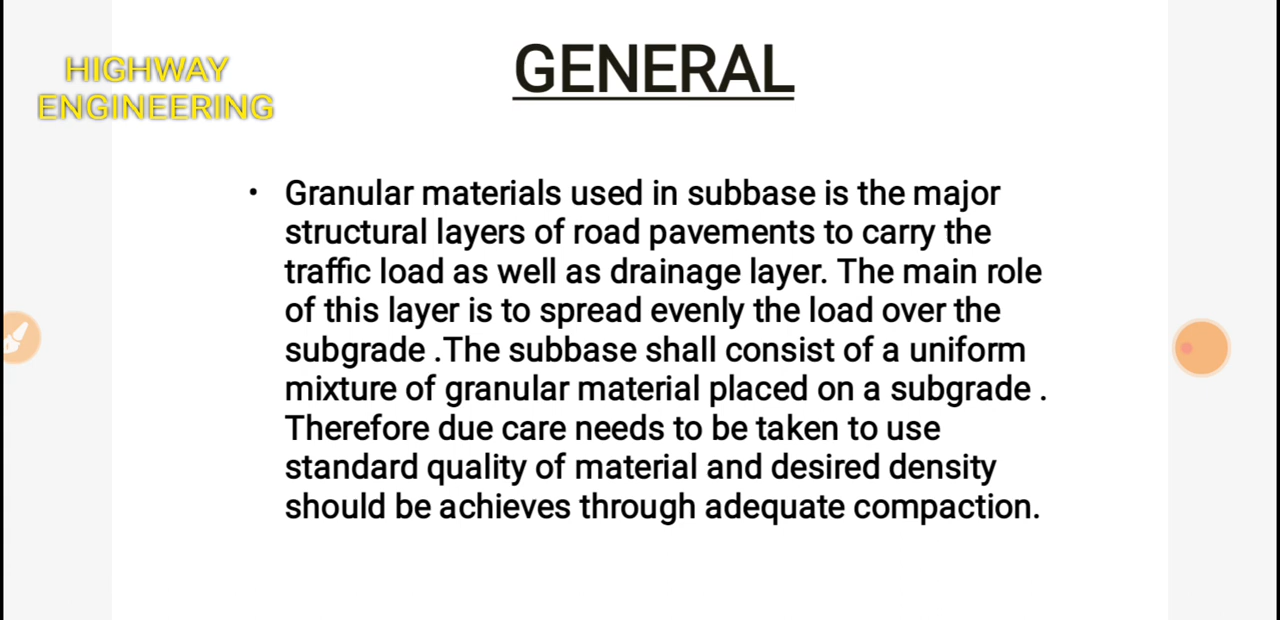 HIGHWAY
ENGINEERING
GENERAL
• Granular materials used in subbase is the major
structural layers of road pavements to carry the
traffic load as well as drainage layer. The main role
of this layer is to spread evenly the load over the
subgrade .The subbase shall consist of a uniform
mixture of granular material placed on a subgrade .
Therefore due care needs to be taken to use
standard quality of material and desired density
should be achieves through adequate compaction.